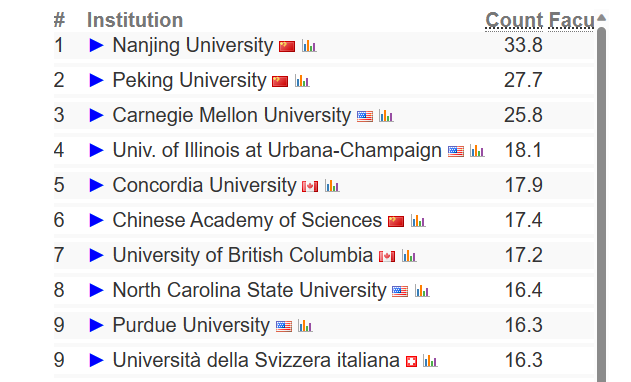 # Institution Count Facu
1 ► Nanjing University 33.8
2 ► Peking University 27.7
3 ► Carnegie Mellon University 25.8
4 ► Univ. of Illinois at Urbana-Champaign 18.1
5 ► Concordia University 17.9
6 ► Chinese Academy of Sciences 17.4
7 ► University of British Columbia 17.2
8 ► North Carolina State University 16.4
9 ► Purdue University 16.3
9 ► Università della Svizzera italiana 16.3